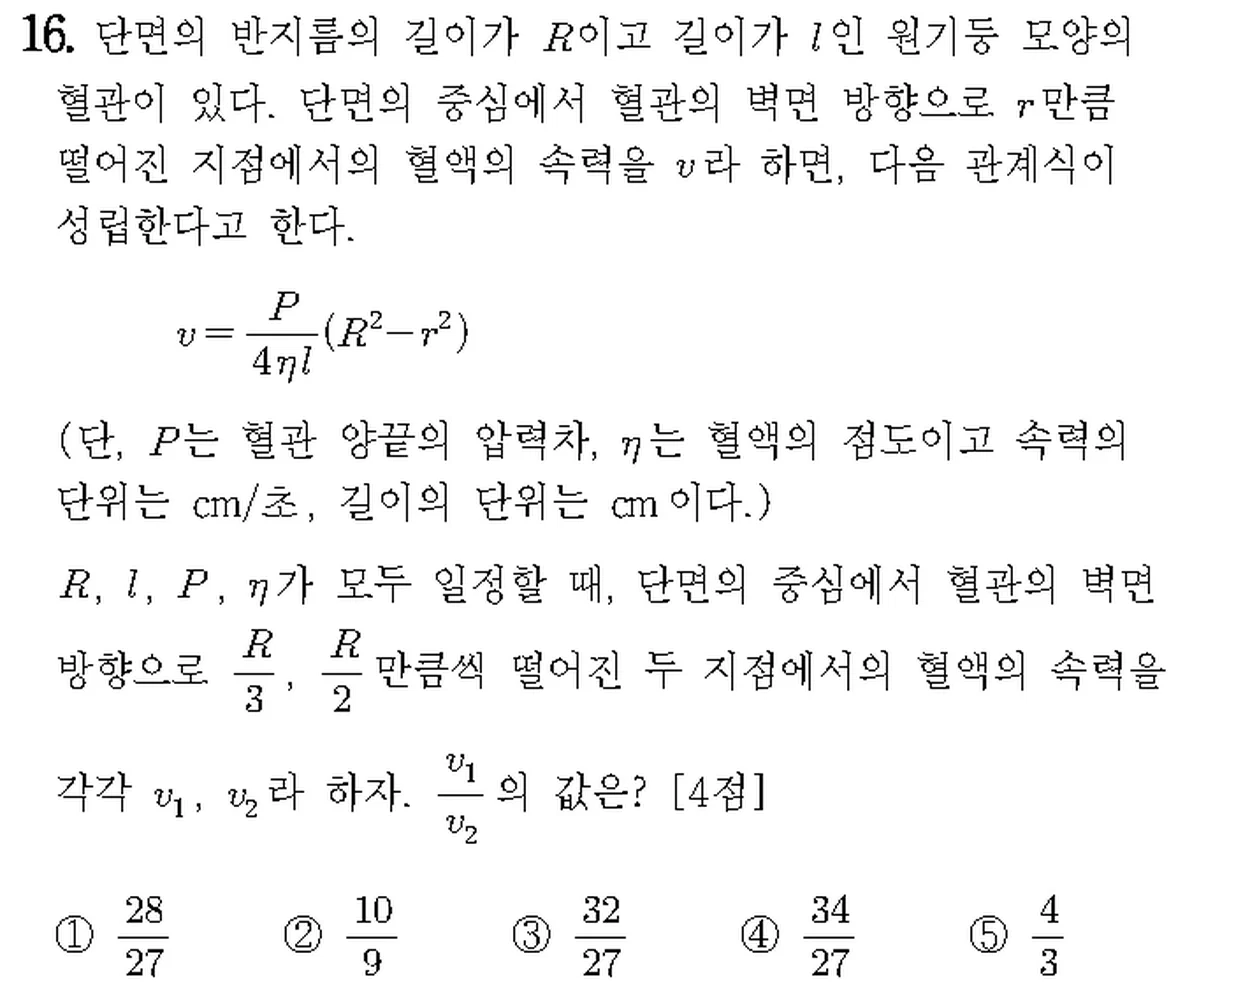 16. 단면의 반지름의 길이가 R이고 길이가 l인 원기둥 모양의
혈관이 있다. 단면의 중심에서 혈관의 벽면 방향으로 r만큼
떨어진 지점에서의 혈액의 속력을 v라 하면, 다음 관계식이
성립한다고 한다.
v = \frac{P}{4ηl}(R²−r²)
(단, P는 혈관 양끝의 압력차, η는 혈액의 점도이고 속력의
단위는 cm/초, 길이의 단위는 cm이다.)
R, l, P, η가 모두 일정할 때, 단면의 중심에서 혈관의 벽면
방향으로 \frac{R}{3}, \frac{R}{2}만큼씩 떨어진 두 지점에서의 혈액의 속력을
각각 v₁, v₂라 하자. \frac{v₁}{v₂}의 값은? [4점]
① \frac{28}{27} ② \frac{10}{9} ③ \frac{32}{27} ④ \frac{34}{27} ⑤ \frac{4}{3}